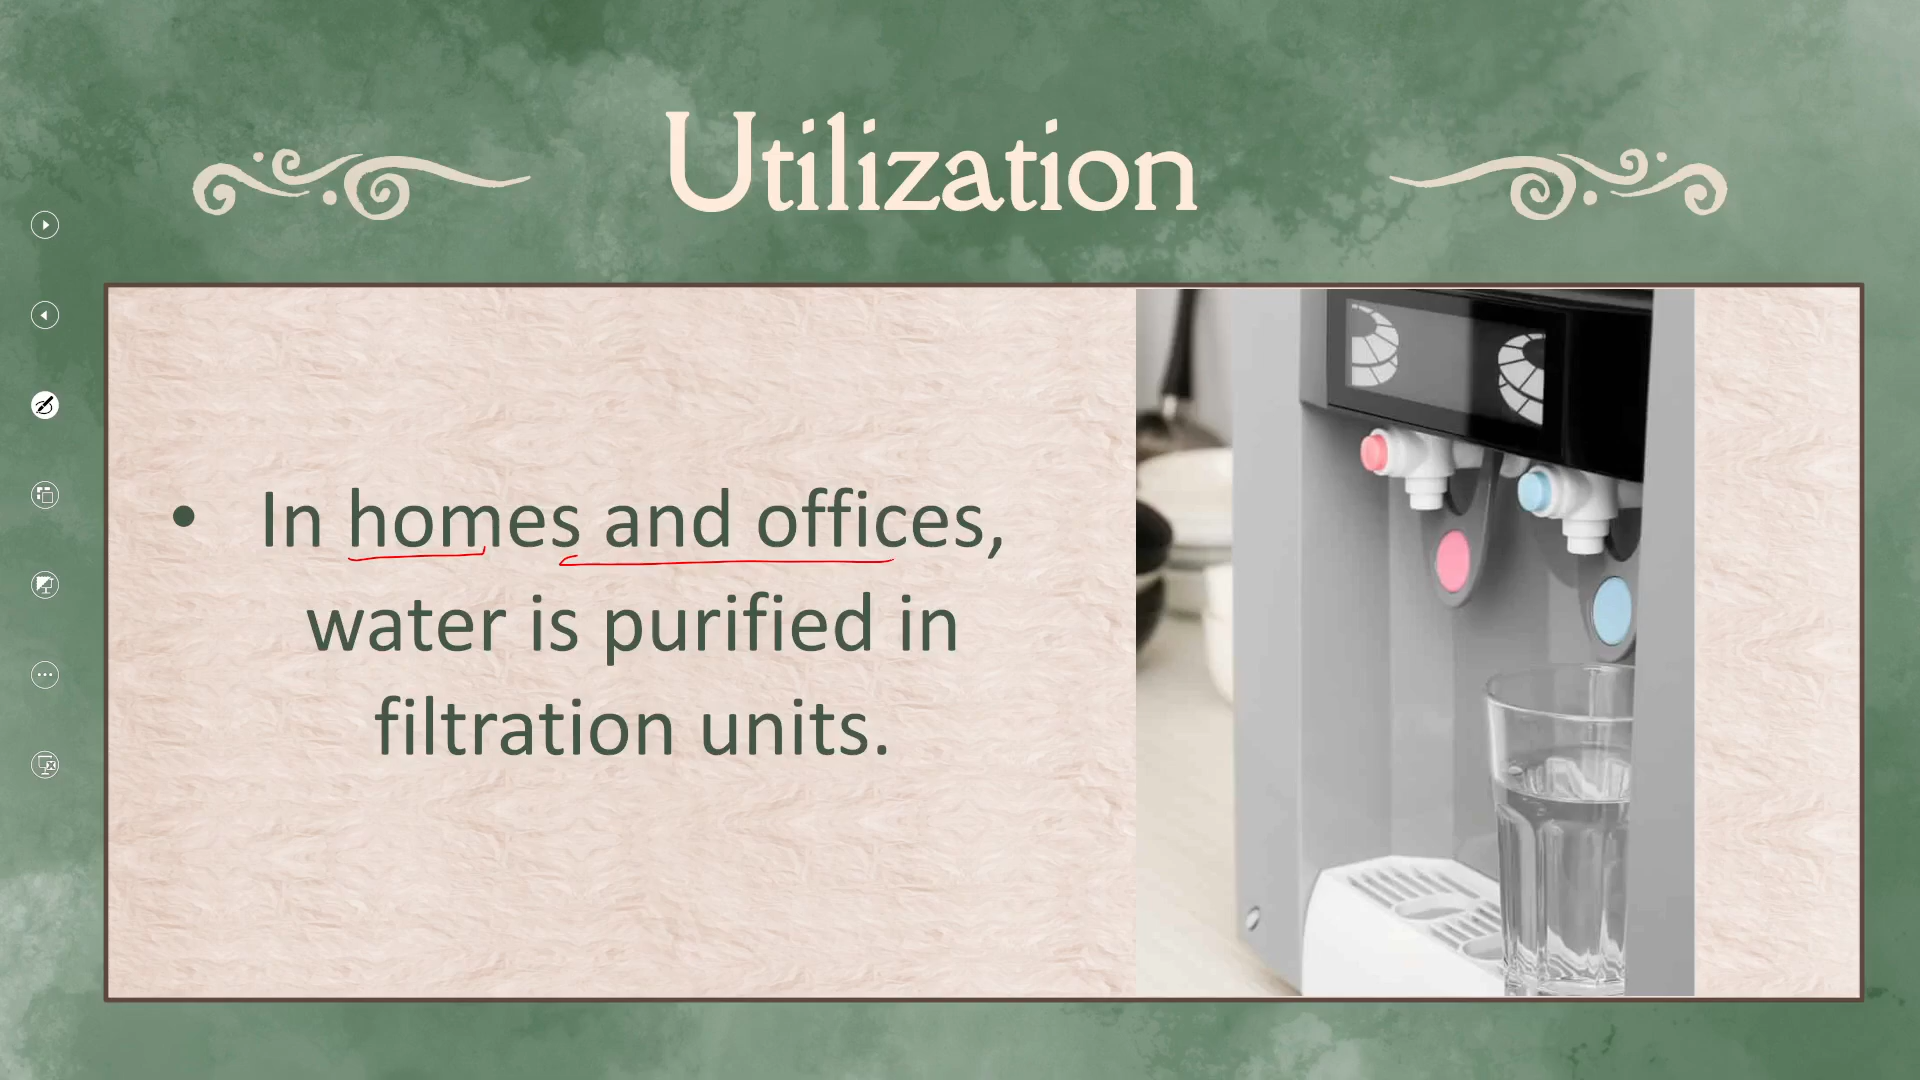 Utilization
• In homes and offices,
water is purified in
filtration units.